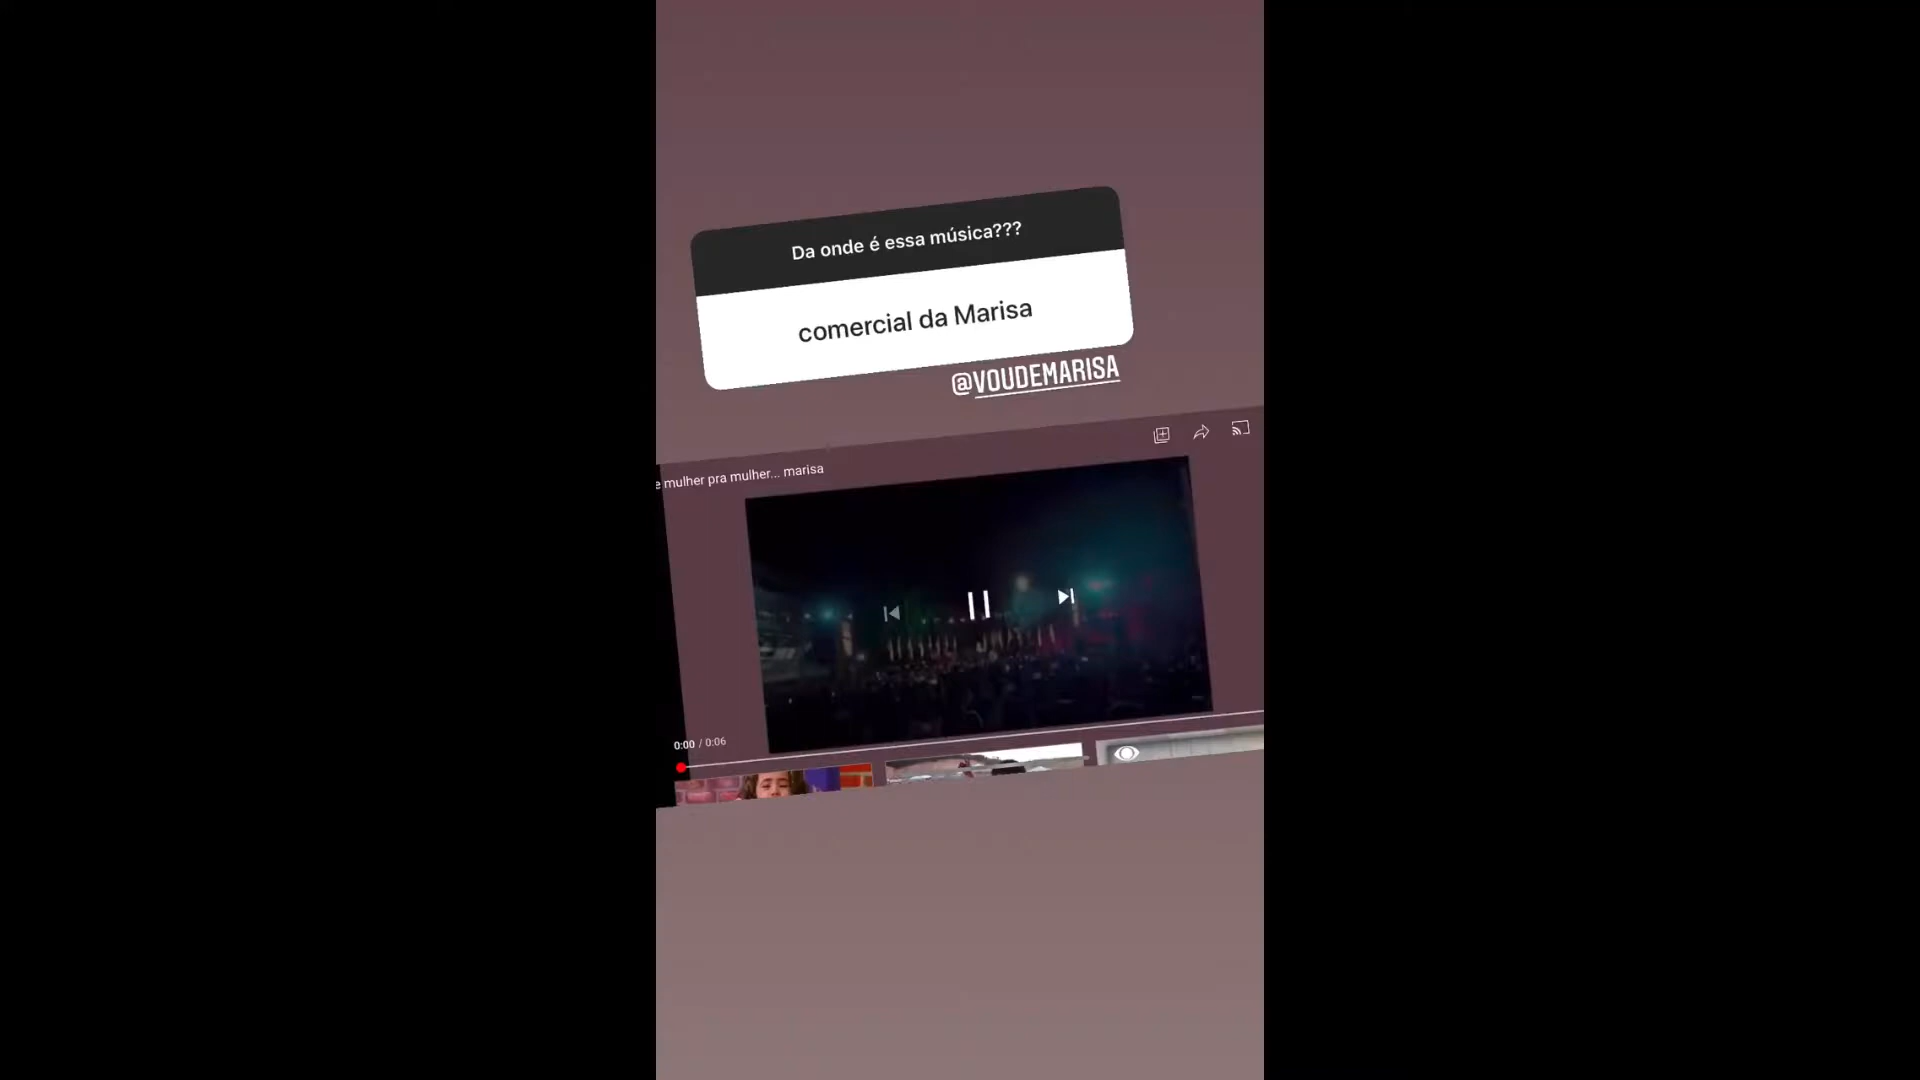 Da onde é essa música???
comercial da Marisa
@VOUDEMARISA
e mulher pra mulher... marisa
0:00 / 0:06